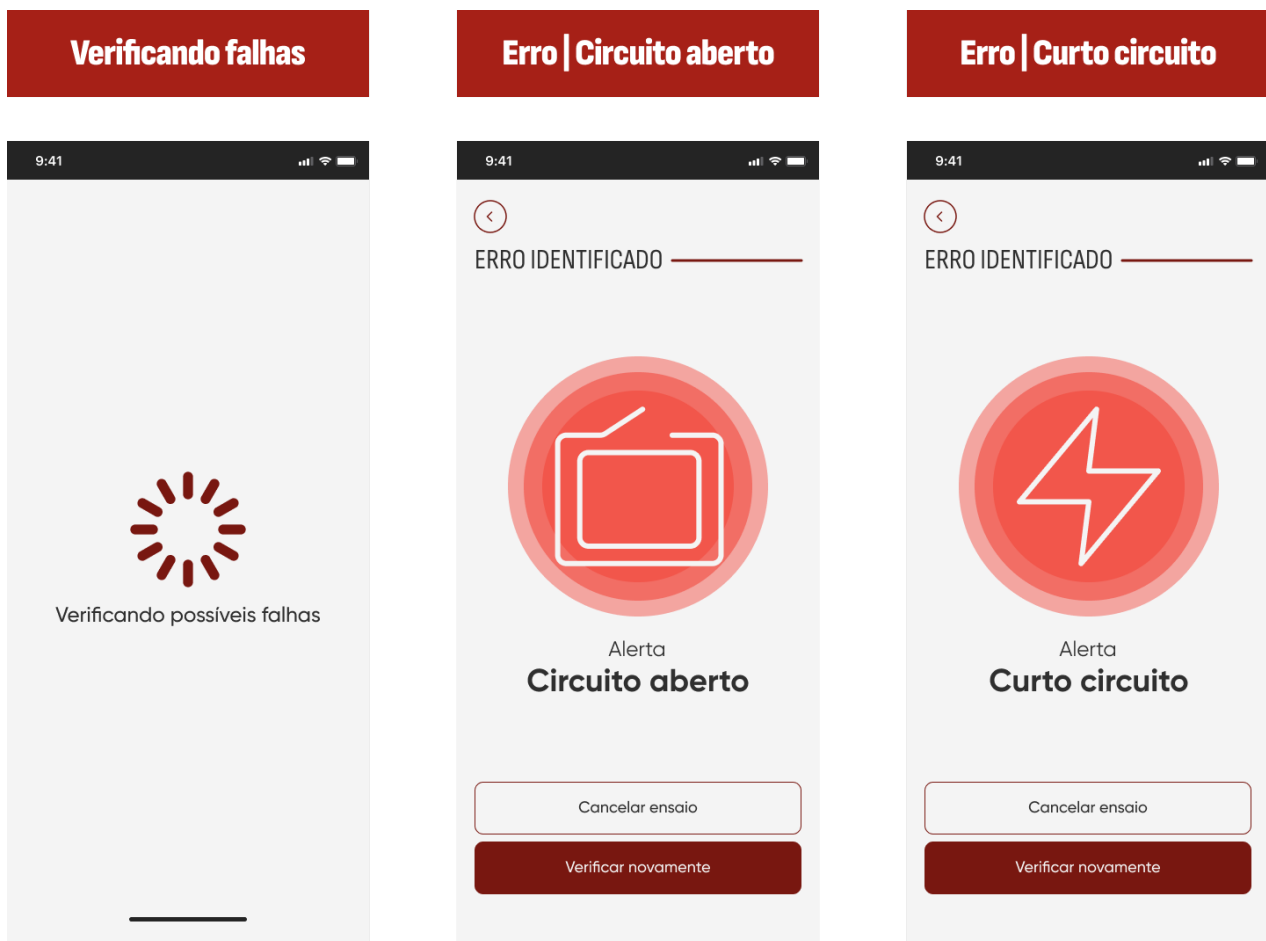 Verificando falhas
9:41
Verificando possíveis falhas
Erro | Circuito aberto
9:41
ERRO IDENTIFICADO
Alerta
Circuito aberto
Cancelar ensaio
Verificar novamente
Erro | Curto circuito
9:41
ERRO IDENTIFICADO
Alerta
Curto circuito
Cancelar ensaio
Verificar novamente